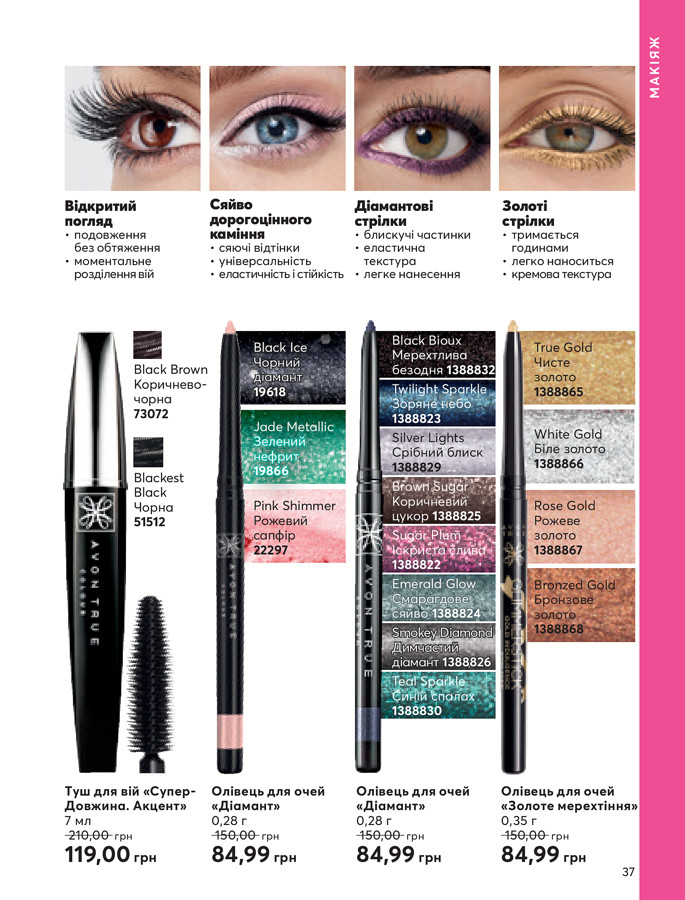 МАКІЯЖ
Відкритий
погляд
• подовження
без обтяження
• моментальне
розділення вій
Сяйво
дорогоцінного
каміння
• сяючі відтінки
• універсальність
• еластичність і стійкість
Діамантові
стрілки
• блискучі частинки
• еластична
текстура
• легке нанесення
Золоті
стрілки
• тримається
годинами
• легко наноситься
• кремова текстура
Black Brown
Коричнево-
чорна
73072
Blackest
Black
Чорна
51512
AVON TRUE
COLOUR
Black Ice
Чорний
діамант
19618
Jade Metallic
Зелений
нефрит
19866
Pink Shimmer
Рожевий
сапфір
22297
AVON TRUE
Black Bioux
Мерехтлива
безодня 1388832
Twilight Sparkle
Зоряне небо
1388823
Silver Lights
Срібний блиск
1388829
Brown Sugar
Коричневий
цукор 1388825
Sugar Plum
Іскриста слива
1388822
Emerald Glow
Смарагдове
сяйво 1388824
Smokey Diamond
Димчастий
діамант 1388826
Teal Sparkle
Синій спалах
1388830
AVON TRUE
True Gold
Чисте
золото
1388865
White Gold
Біле золото
1388866
Rose Gold
Рожеве
золото
1388867
Bronzed Gold
Бронзове
золото
1388868
Туш для вій «Супер-
Довжина. Акцент»
7 мл
210,00 грн
119,00 грн
Олівець для очей
«Діамант»
0,28 г
150,00 грн
84,99 грн
Олівець для очей
«Діамант»
0,28 г
150,00 грн
84,99 грн
Олівець для очей
«Золоте мерехтіння»
0,35 г
150,00 грн
84,99 грн
37